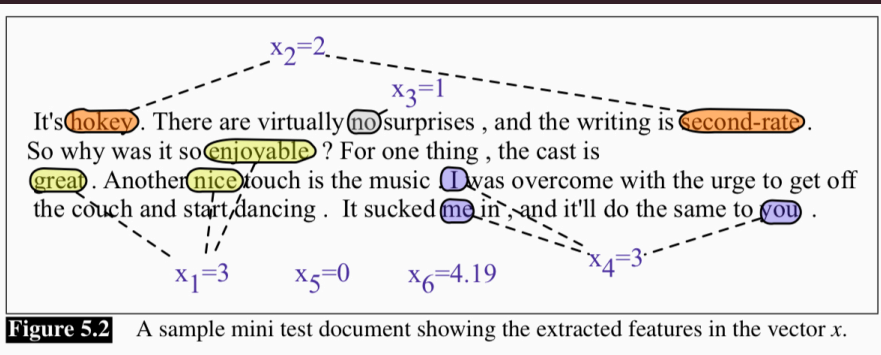 x2=2
x3=1
It's hokey. There are virtually no surprises , and the writing is second-rate.
So why was it so enjoyable ? For one thing , the cast is
great . Another nice touch is the music I was overcome with the urge to get off
the couch and start dancing . It sucked me in , and it'll do the same to you .
x1=3 x5=0 x6=4.19 x4=3
Figure 5.2 A sample mini test document showing the extracted features in the vector x.